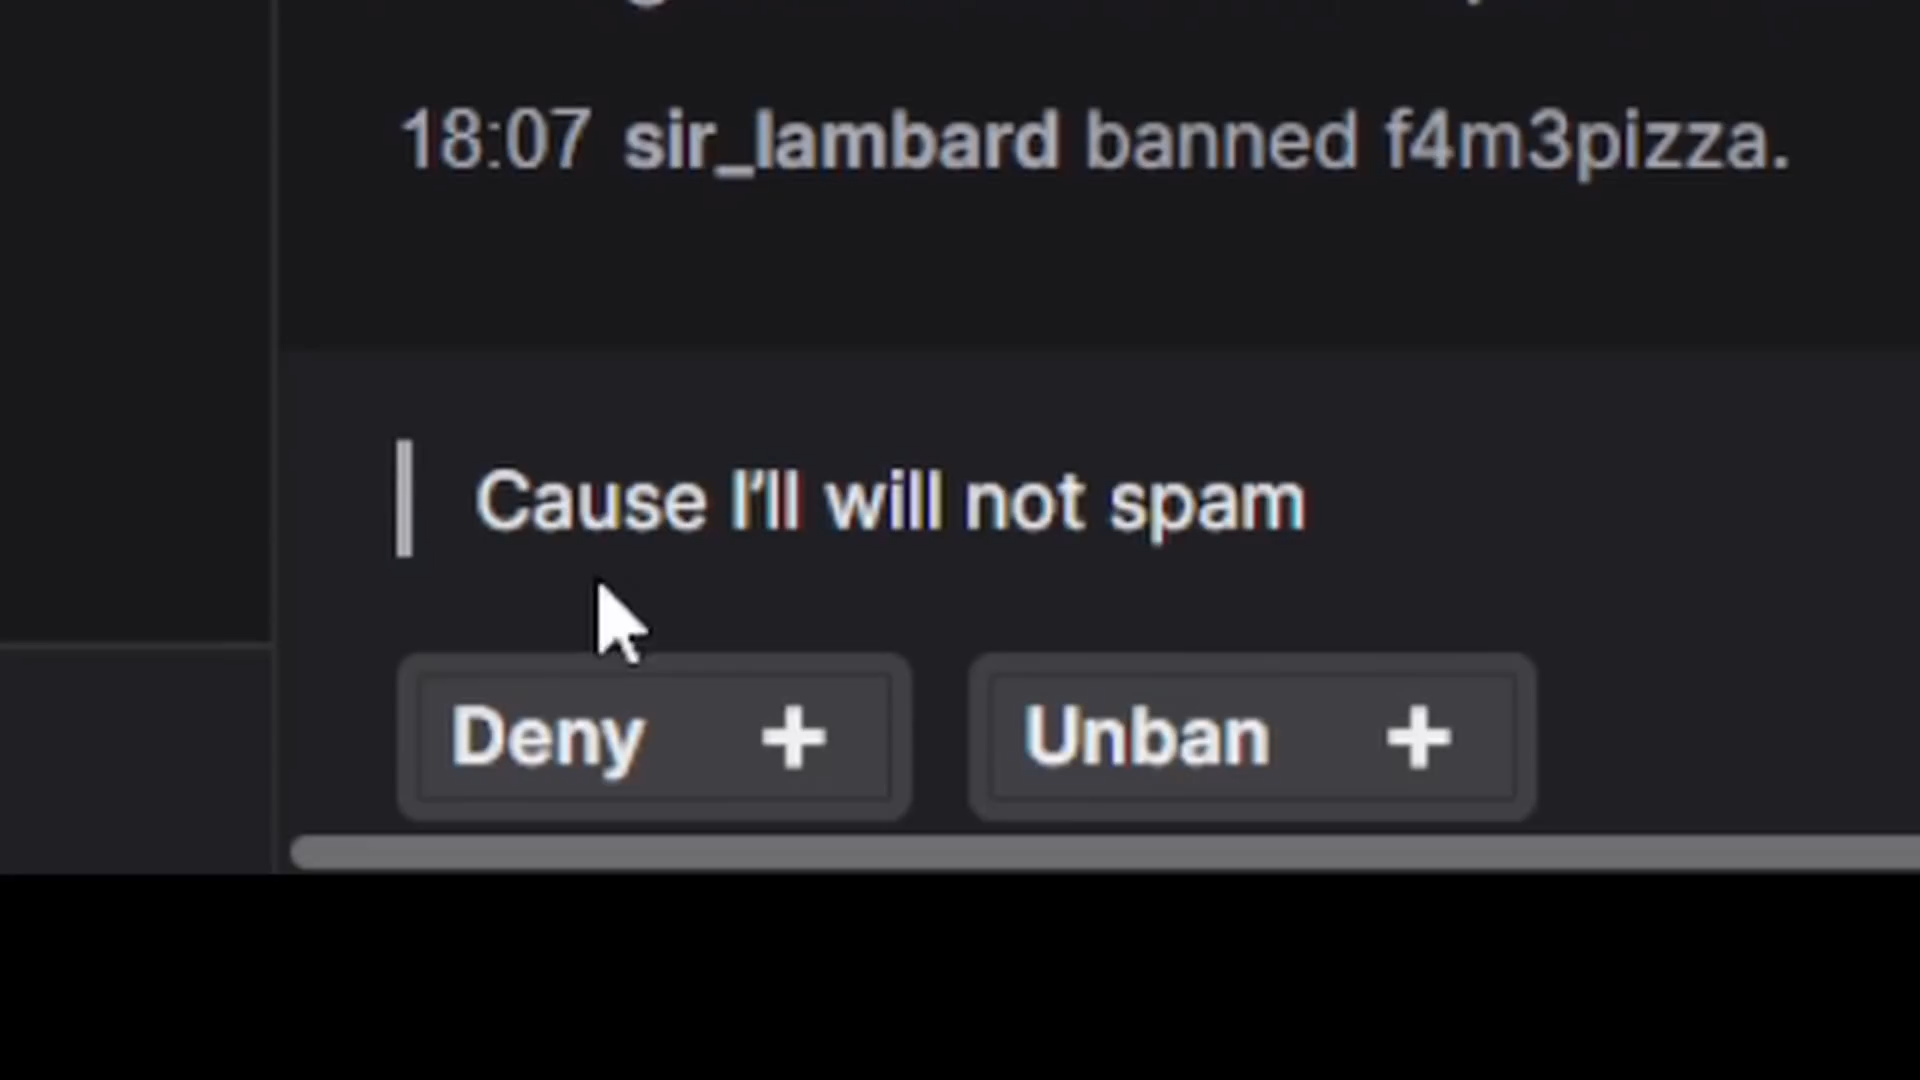 18:07 sir_lambard banned f4m3pizza.
Cause I'll will not spam
Deny +
Unban +